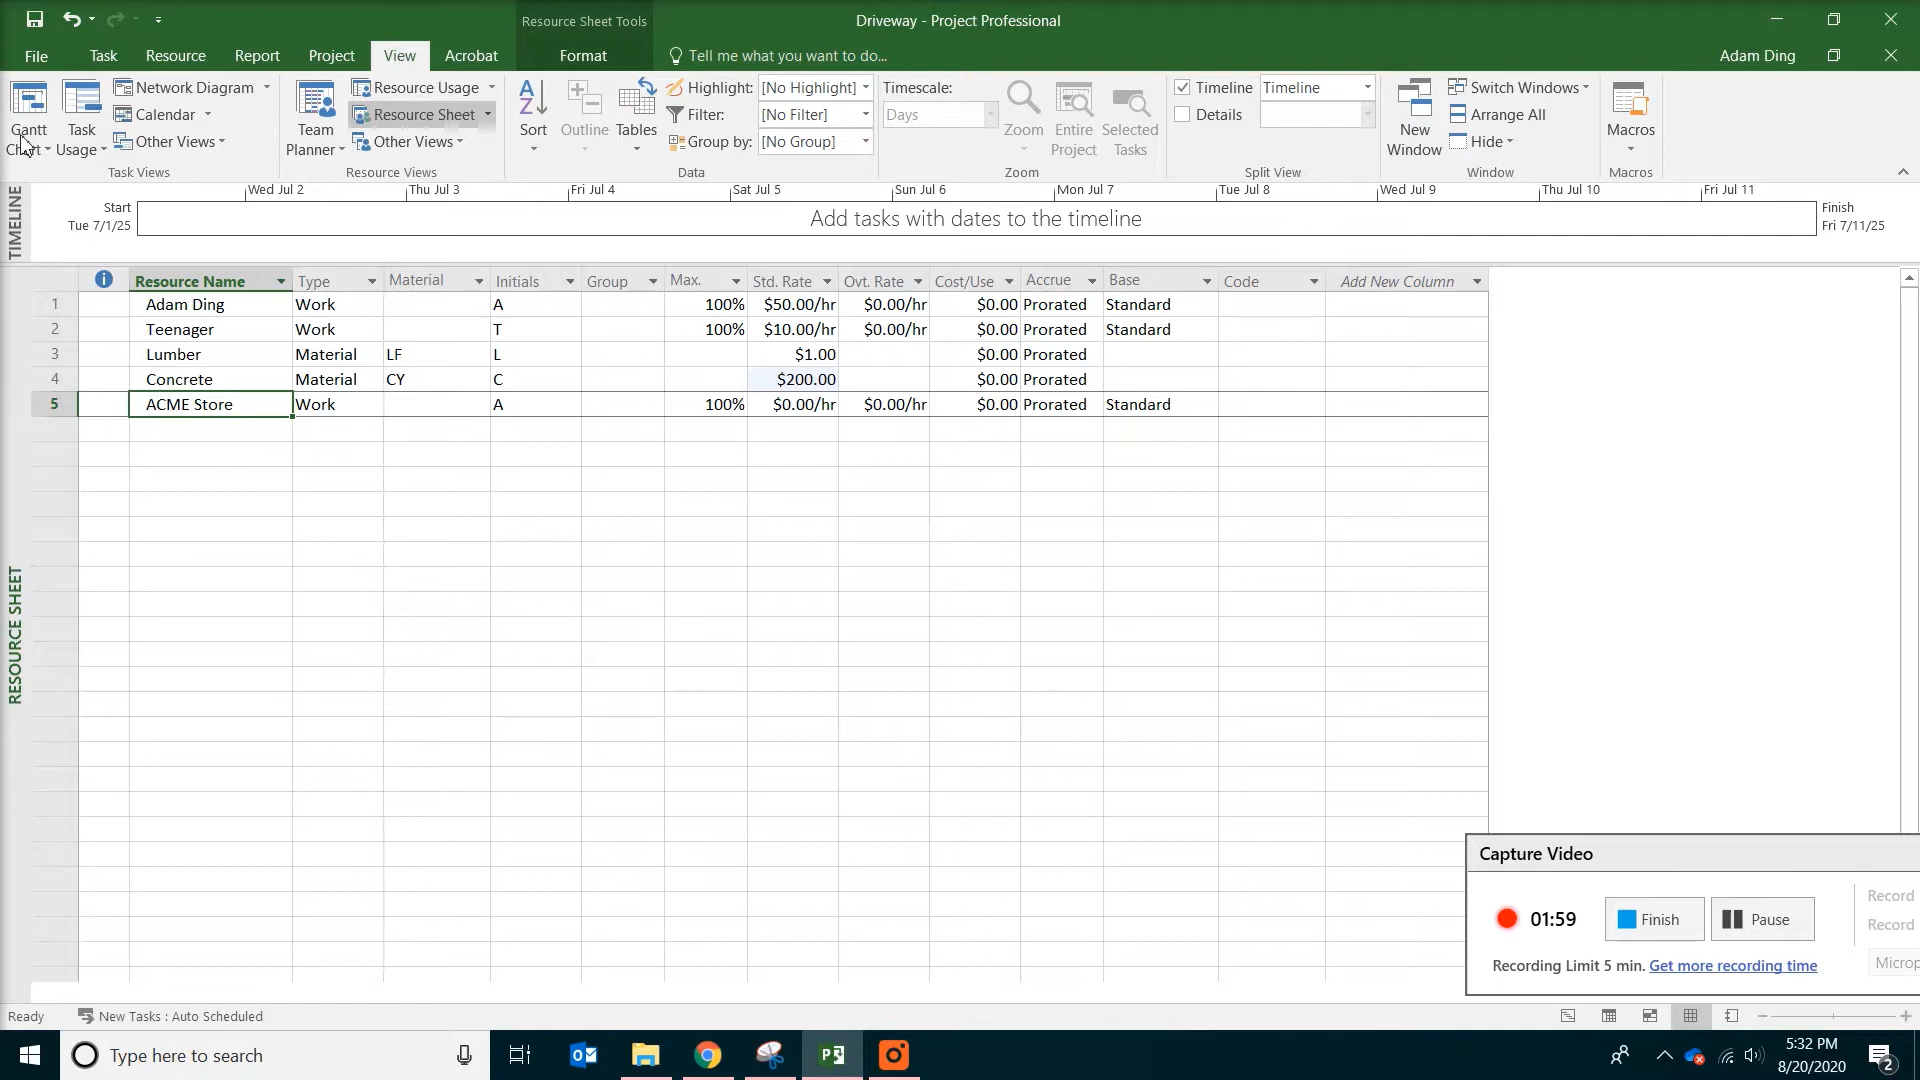 Resource Sheet Tools
Driveway - Project Professional
File Task Resource Report Project View Acrobat Format Tell me what you want to do... Adam Ding
Gantt Chart
Task Usage
Network Diagram
Calendar
Other Views
Task Views
Team Planner
Resource Usage
Resource Sheet
Other Views
Resource Views
Sort
Outline
Tables
Highlight: [No Highlight]
Filter: [No Filter]
Group by: [No Group]
Data
Timescale:
Days
Zoom
Entire Project
Selected Tasks
Zoom
Timeline Timeline
Details
Split View
New Window
Switch Windows
Arrange All
Hide
Window
Macros
Macros
TIMELINE
Wed Jul 2 Thu Jul 3 Fri Jul 4 Sat Jul 5 Sun Jul 6 Mon Jul 7 Tue Jul 8 Wed Jul 9 Thu Jul 10 Fri Jul 11
Start
Tue 7/1/25
Add tasks with dates to the timeline
Finish
Fri 7/11/25
Resource Name Type Material Initials Group Max. Std. Rate Ovt. Rate Cost/Use Accrue Base Code Add New Column
1 Adam Ding Work A 100% $50.00/hr $0.00/hr $0.00 Prorated Standard
2 Teenager Work T 100% $10.00/hr $0.00/hr $0.00 Prorated Standard
3 Lumber Material LF L $1.00 $0.00 Prorated
4 Concrete Material CY C $200.00 $0.00 Prorated
5 ACME Store Work A 100% $0.00/hr $0.00/hr $0.00 Prorated Standard
RESOURCE SHEET
Capture Video
01:59 Finish Pause
Record
Record
Recording Limit 5 min. Get more recording time
Microp
Ready New Tasks : Auto Scheduled
Type here to search
5:32 PM
8/20/2020
2